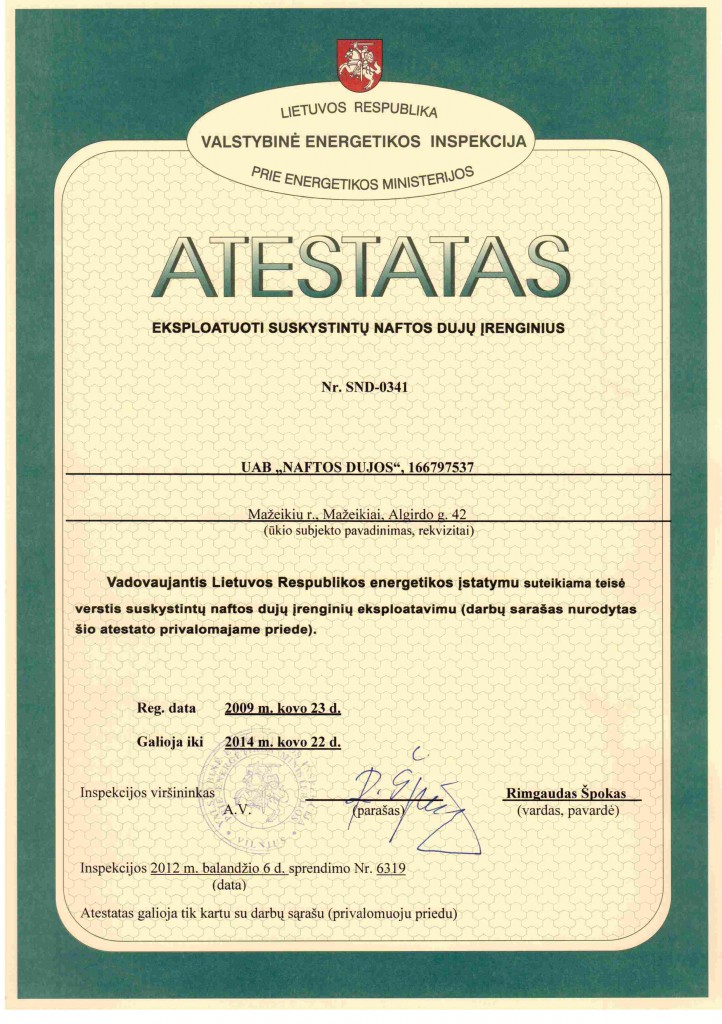 LIETUVOS RESPUBLIKA
VALSTYBINĖ ENERGETIKOS INSPEKCIJA
PRIE ENERGETIKOS MINISTERIJOS
ATESTATAS
EKSPLOATUOTI SUSKYSTINTŲ NAFTOS DUJŲ ĮRENGINIUS
Nr. SND-0341
UAB „NAFTOS DUJOS“, 166797537
Mažeikiu r., Mažeikiai, Algirdo g. 42
(ūkio subjekto pavadinimas, rekvizitai)
Vadovaujantis Lietuvos Respublikos energetikos įstatymu suteikiama teisė
verstis suskystintų naftos dujų įrenginių eksploatavimu (darbų sarašas nurodytas
šio atestato privalomajame priede).
Reg. data 2009 m. kovo 23 d.
Galioja iki 2014 m. kovo 22 d.
Inspekcijos viršininkas Rimgaudas Špokas
A.V. (parašas) (vardas, pavardė)
VILNIUS
Inspekcijos 2012 m. balandžio 6 d. sprendimo Nr. 6319
(data)
Atestatas galioja tik kartu su darbų sąrašu (privalomuoju priedu)